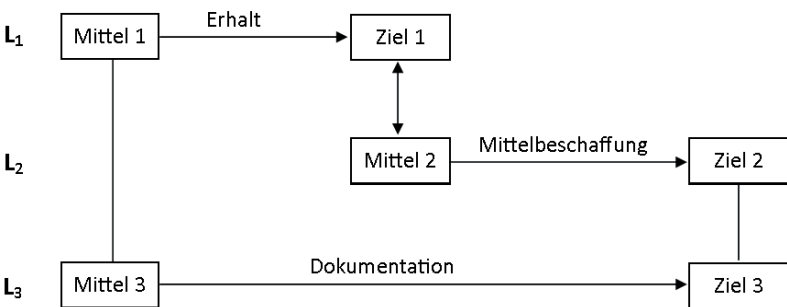 L₁ Mittel 1 Erhalt Ziel 1
L₂ Mittel 2 Mittelbeschaffung Ziel 2
L₃ Mittel 3 Dokumentation Ziel 3